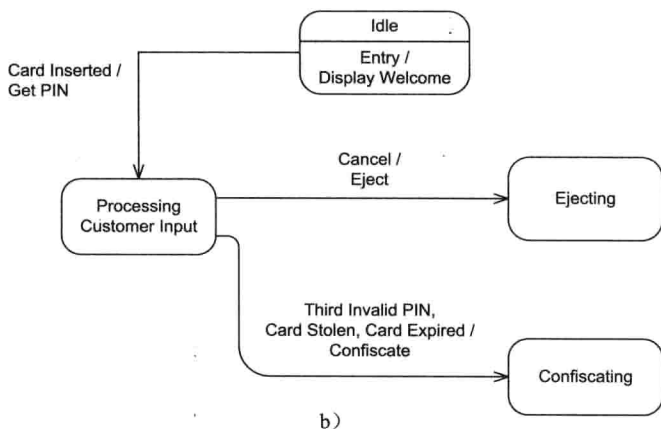 Idle
Entry /
Display Welcome
Card Inserted /
Get PIN
Cancel /
Eject
Processing
Customer Input
Ejecting
Third Invalid PIN,
Card Stolen, Card Expired /
Confiscate
Confiscating
b）